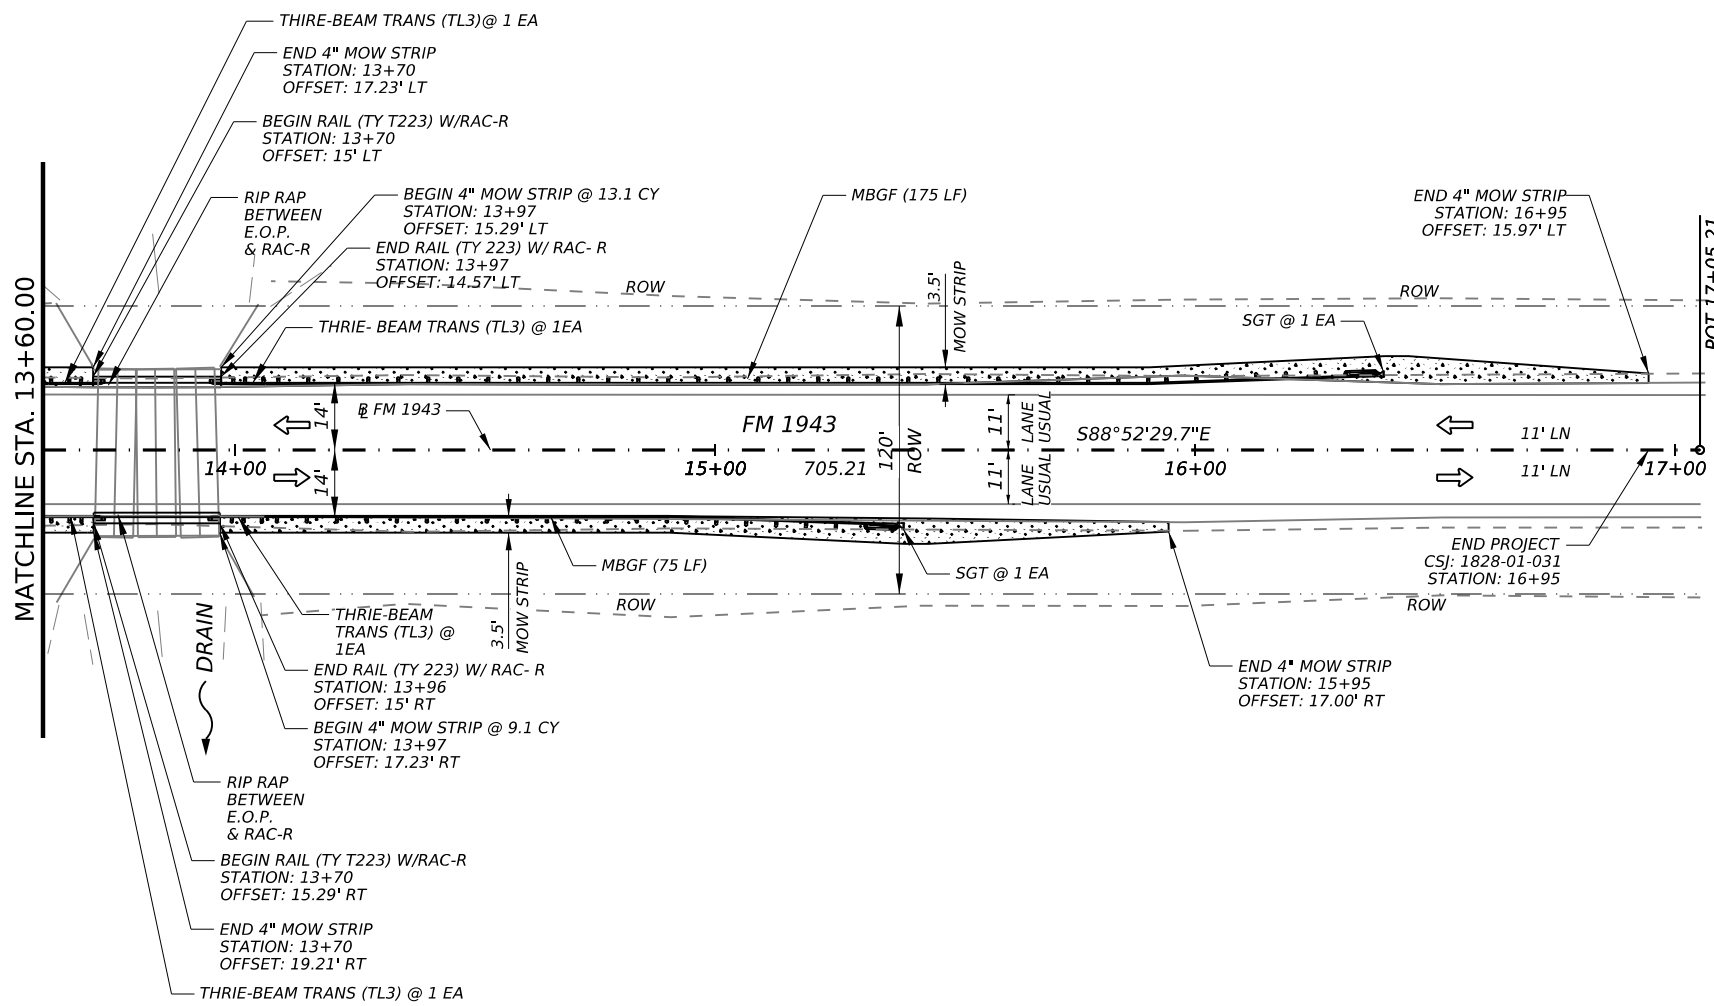 THIRE-BEAM TRANS (TL3)@ 1 EA
END 4" MOW STRIP
STATION: 13+70
OFFSET: 17.23' LT
BEGIN RAIL (TY T223) W/RAC-R
STATION: 13+70
OFFSET: 15' LT
RIP RAP
BETWEEN
E.O.P.
& RAC-R
BEGIN 4" MOW STRIP @ 13.1 CY
STATION: 13+97
OFFSET: 15.29' LT
END RAIL (TY 223) W/ RAC- R
STATION: 13+97
OFFSET: 14.57' LT
THRIE- BEAM TRANS (TL3) @ 1EA
MBGF (175 LF)
END 4" MOW STRIP
STATION: 16+95
OFFSET: 15.97' LT
POT 17+05.21
ROW
ROW
3.5'
MOW STRIP
SGT @ 1 EA
MATCHLINE STA. 13+60.00
14'
14'
B FM 1943
FM 1943
120'
ROW
11'
LANE
USUAL
11'
LANE
USUAL
S88°52'29.7"E
11' LN
11' LN
14+00
15+00
705.21
16+00
17+00
MBGF (75 LF)
SGT @ 1 EA
END PROJECT
CSJ: 1828-01-031
STATION: 16+95
ROW
ROW
3.5'
MOW STRIP
DRAIN
THRIE-BEAM
TRANS (TL3) @
1EA
END RAIL (TY 223) W/ RAC- R
STATION: 13+96
OFFSET: 15' RT
BEGIN 4" MOW STRIP @ 9.1 CY
STATION: 13+97
OFFSET: 17.23' RT
END 4" MOW STRIP
STATION: 15+95
OFFSET: 17.00' RT
RIP RAP
BETWEEN
E.O.P.
& RAC-R
BEGIN RAIL (TY T223) W/RAC-R
STATION: 13+70
OFFSET: 15.29' RT
END 4" MOW STRIP
STATION: 13+70
OFFSET: 19.21' RT
THRIE-BEAM TRANS (TL3) @ 1 EA